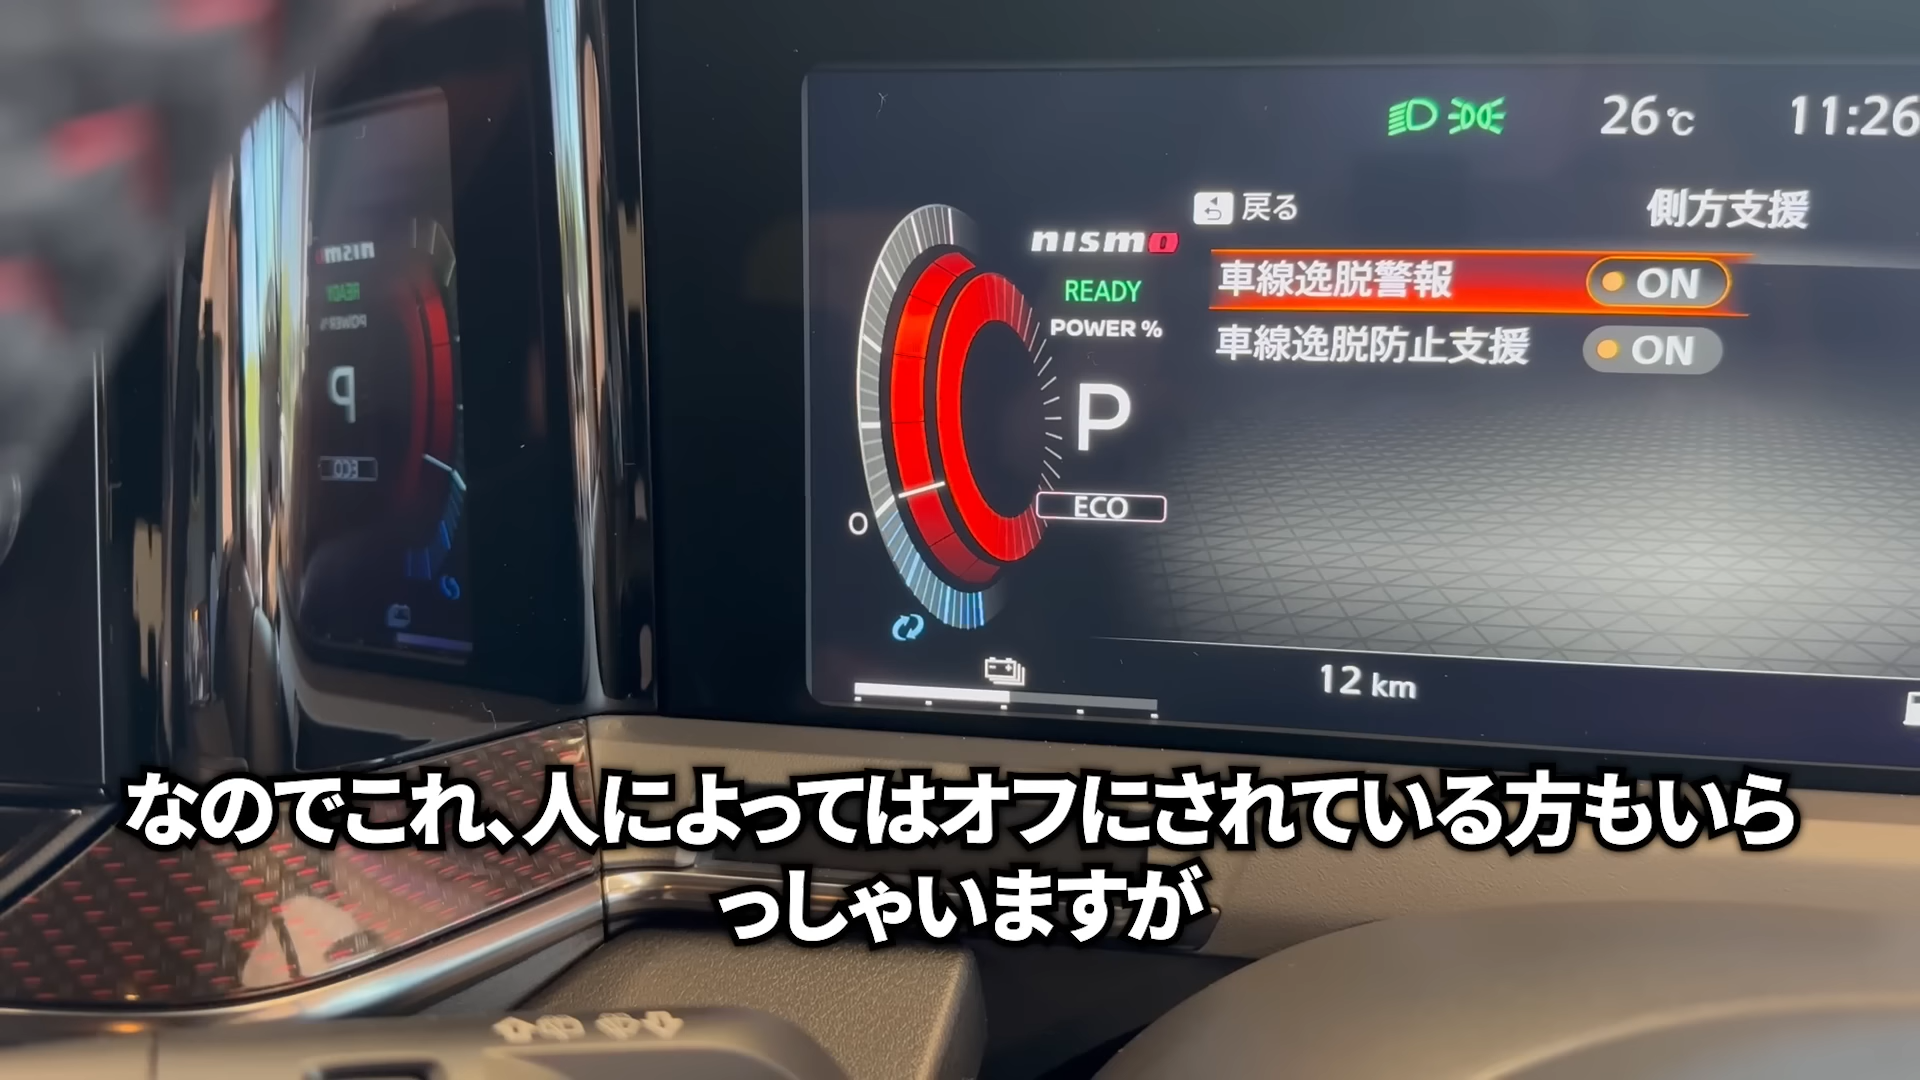 26℃
11:26
戻る
側方支援
nismo
車線逸脱警報 ON
READY
POWER %
車線逸脱防止支援 ON
P
ECO
0
12 km
なのでこれ、人によってはオフにされている方もいら
っしゃいますが